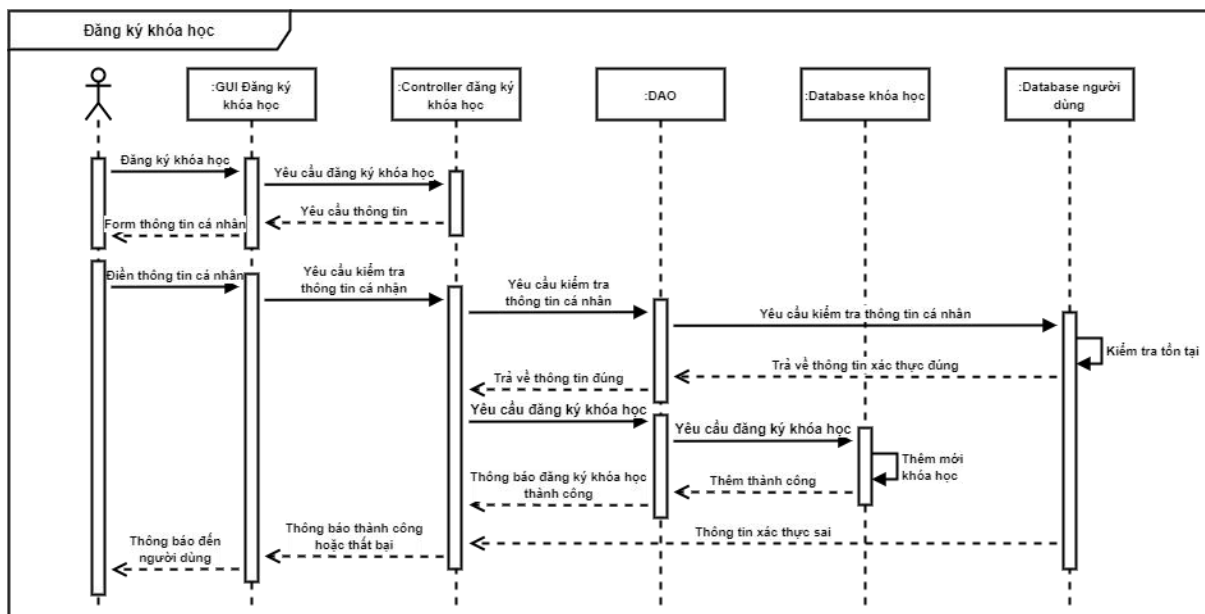 Đăng ký khóa học
:GUI Đăng ký
khóa học
:Controller đăng ký
khóa học
:DAO
:Database khóa học
:Database người
dùng
Đăng ký khóa học
Yêu cầu đăng ký khóa học
Yêu cầu thông tin
Form thông tin cá nhân
Điền thông tin cá nhân
Yêu cầu kiểm tra
thông tin cá nhận
Yêu cầu kiểm tra
thông tin cá nhân
Yêu cầu kiểm tra thông tin cá nhân
Kiểm tra tồn tại
Trả về thông tin xác thực đúng
Trả về thông tin đúng
Yêu cầu đăng ký khóa học
Yêu cầu đăng ký khóa học
Thêm mới
khóa học
Thêm thành công
Thông báo đăng ký khóa học
thành công
Thông tin xác thực sai
Thông báo thành công
hoặc thất bại
Thông báo đến
người dùng